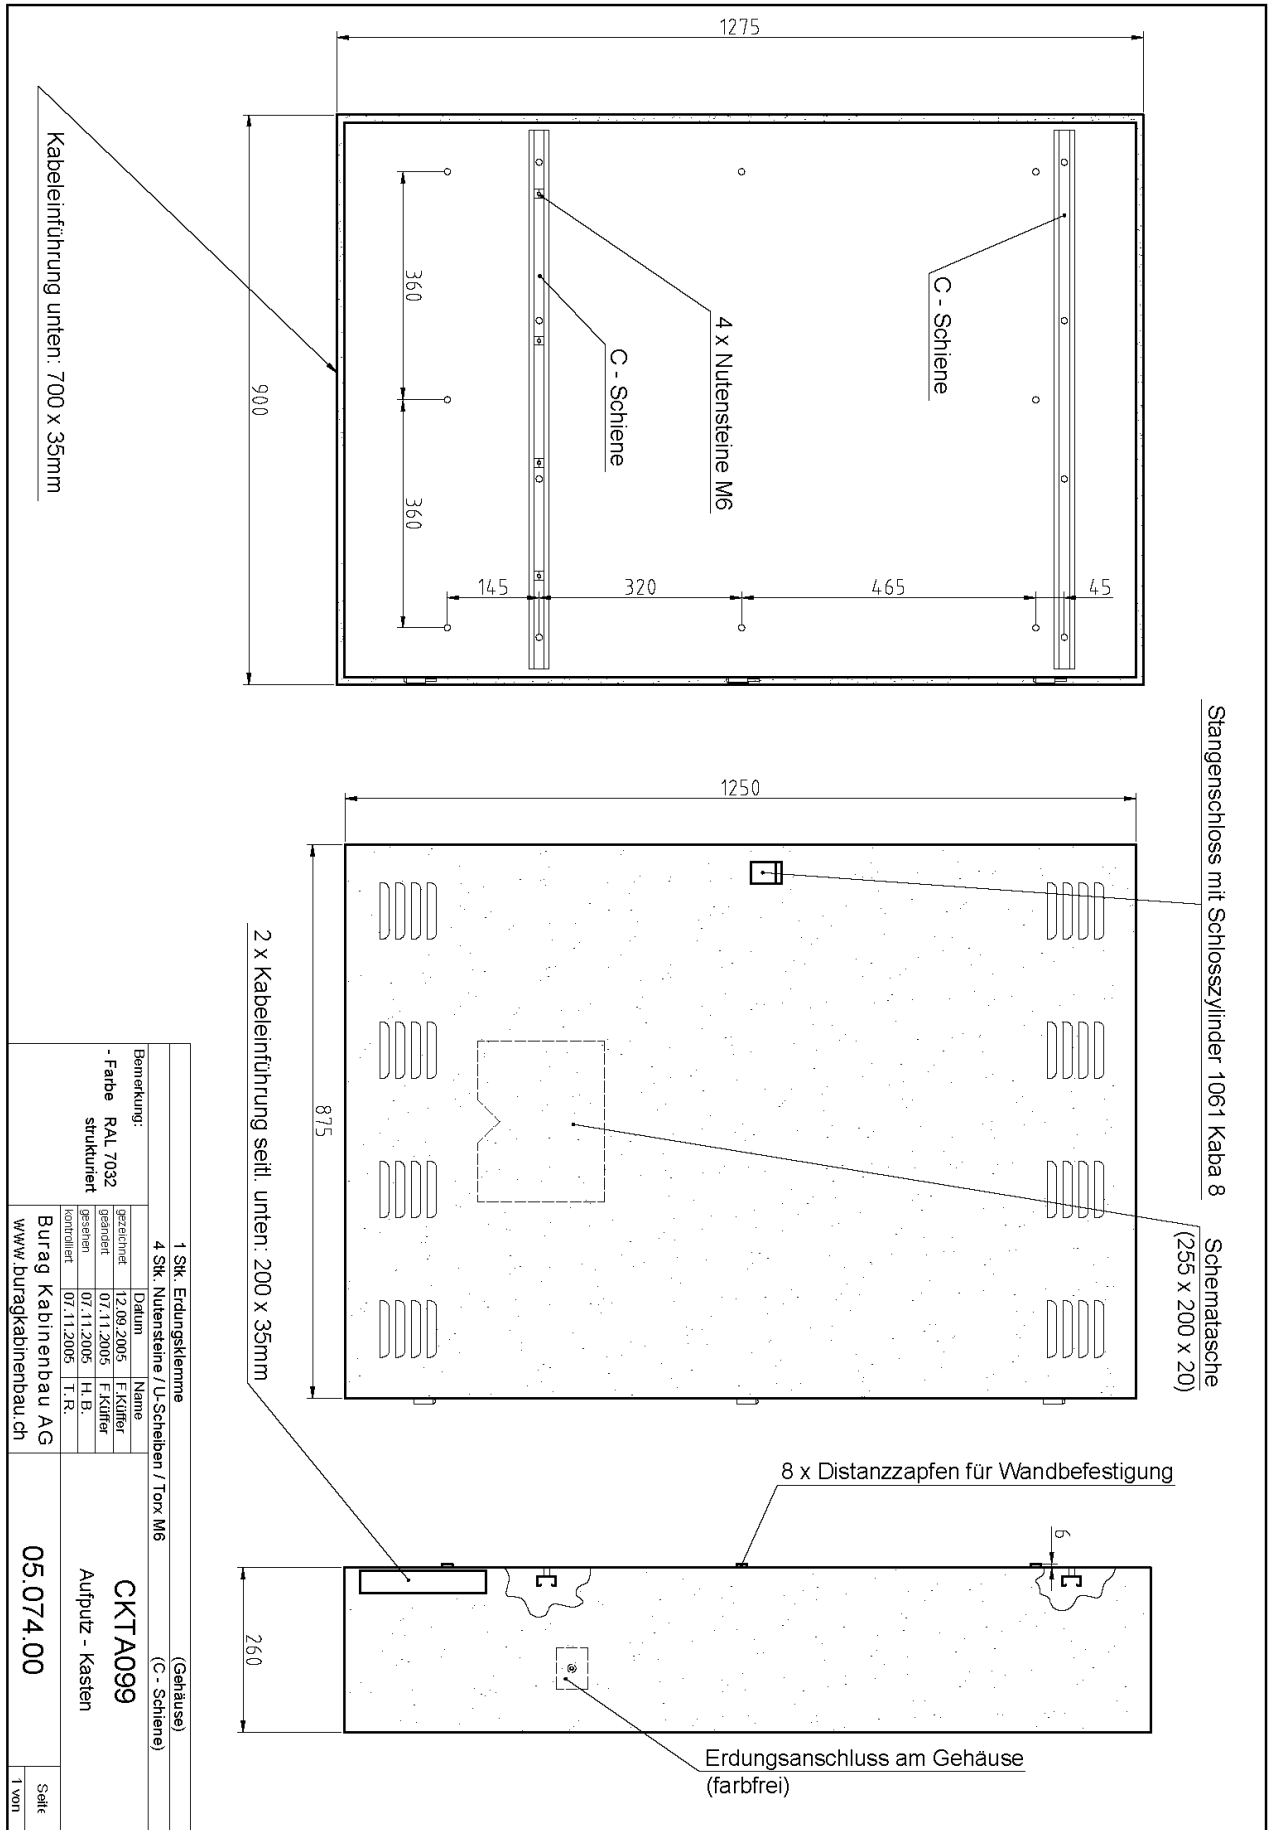 1275
900
360
360
145
320
465
45
C - Schiene
4 x Nutensteine M6
C - Schiene
Kabeleinführung unten: 700 x 35mm
Stangenschloss mit Schlosszylinder 1061 Kaba 8
Schematasche
(255 x 200 x 20)
1250
875
2 x Kabeleinführung seitl. unten: 200 x 35mm
8 x Distanzzapfen für Wandbefestigung
6
260
Erdungsanschluss am Gehäuse
(farbfrei)
1 Stk. Erdungsklemme (Gehäuse)
4 Stk. Nutensteine / U-Scheiben / Torx M6 (C - Schiene)
Bemerkung:
- Farbe RAL 7032
strukturiert
Datum Name
gezeichnet 12.09.2005 F.Küffer
geändert 07.11.2005 F.Küffer
gesehen 07.11.2005 H.B.
kontrolliert 07.11.2005 T.R.
Burag Kabinenbau AG
www.buragkabinenbau.ch
CKTA099
Aufputz - Kasten
05.074.00
Seite
1 von